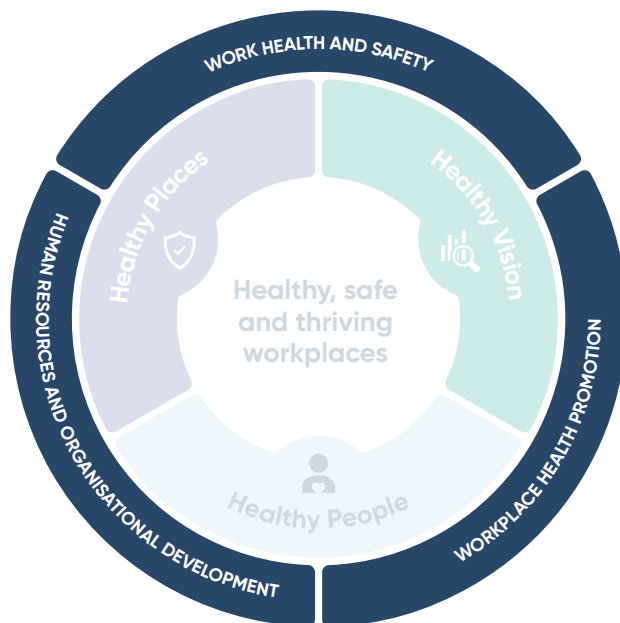 WORK HEALTH AND SAFETY
Healthy Places
Healthy Vision
HUMAN RESOURCES AND ORGANISATIONAL DEVELOPMENT
Healthy, safe
and thriving
workplaces
WORKPLACE HEALTH PROMOTION
Healthy People